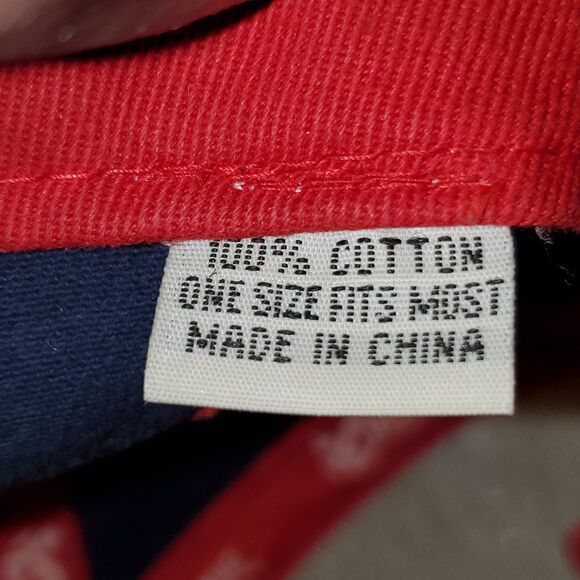 100% COTTON
ONE SIZE FITS MOST
MADE IN CHINA